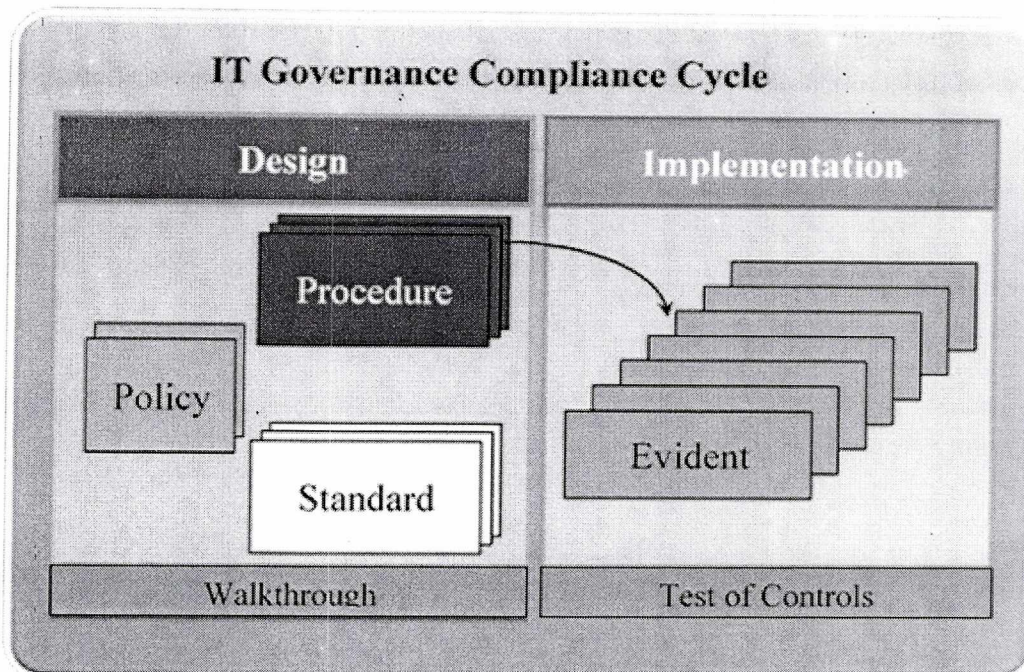 IT Governance Compliance Cycle
Design
Implementation
Procedure
Policy
Standard
Evident
Walkthrough
Test of Controls